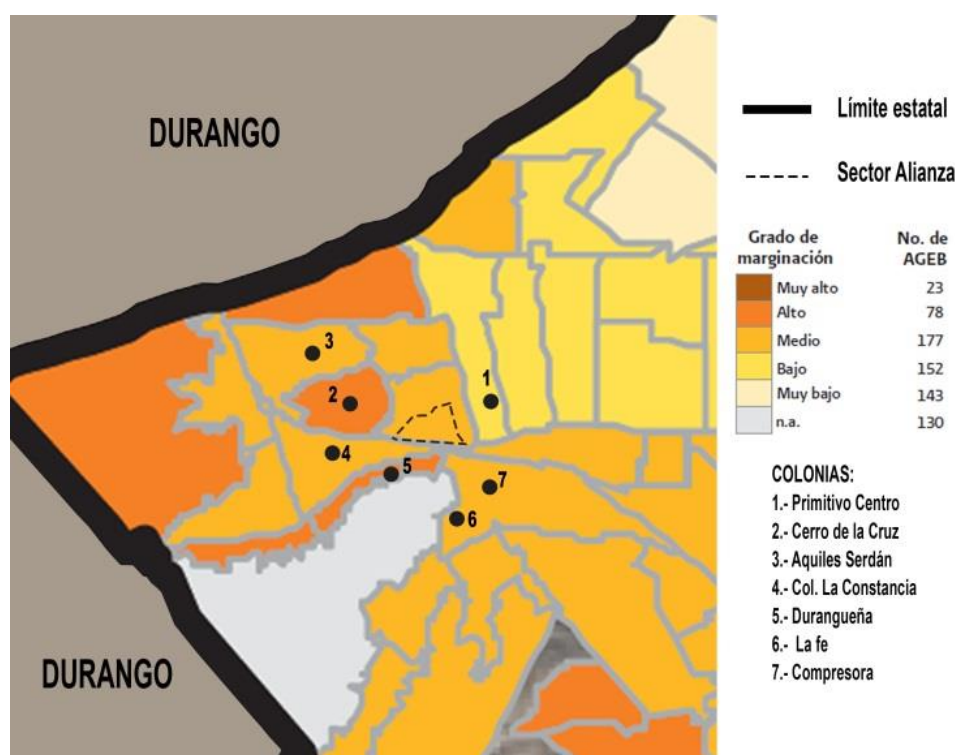 DURANGO
DURANGO
1
2
3
4
5
6
7
Límite estatal
Sector Alianza
Grado de marginación
No. de AGEB
Muy alto 23
Alto 78
Medio 177
Bajo 152
Muy bajo 143
n.a. 130
COLONIAS:
1.- Primitivo Centro
2.- Cerro de la Cruz
3.- Aquiles Serdán
4.- Col. La Constancia
5.- Durangueña
6.- La fe
7.- Compresora